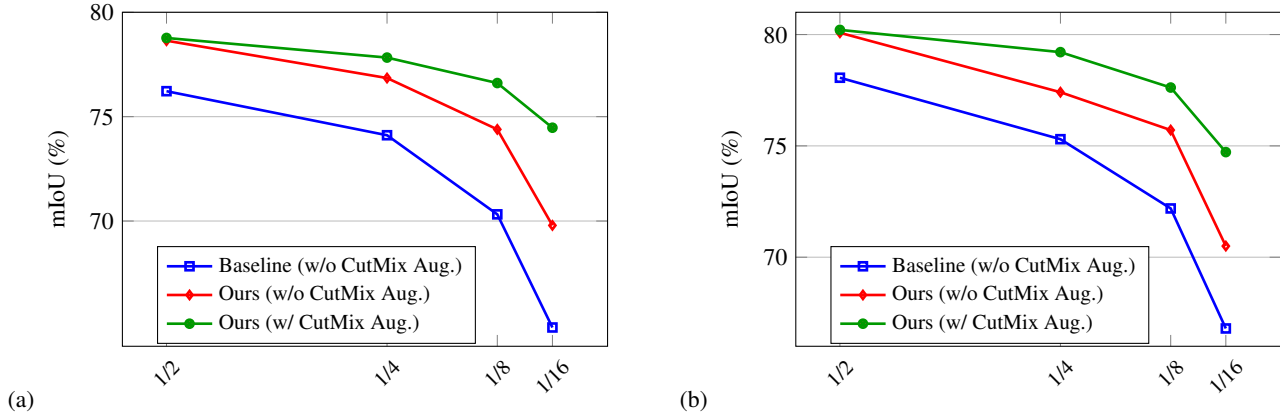 80
75
70
mIoU (%)
Baseline (w/o CutMix Aug.)
Ours (w/o CutMix Aug.)
Ours (w/ CutMix Aug.)
1/2
1/4
1/8
1/16
(a)
80
75
70
mIoU (%)
Baseline (w/o CutMix Aug.)
Ours (w/o CutMix Aug.)
Ours (w/ CutMix Aug.)
1/2
1/4
1/8
1/16
(b)